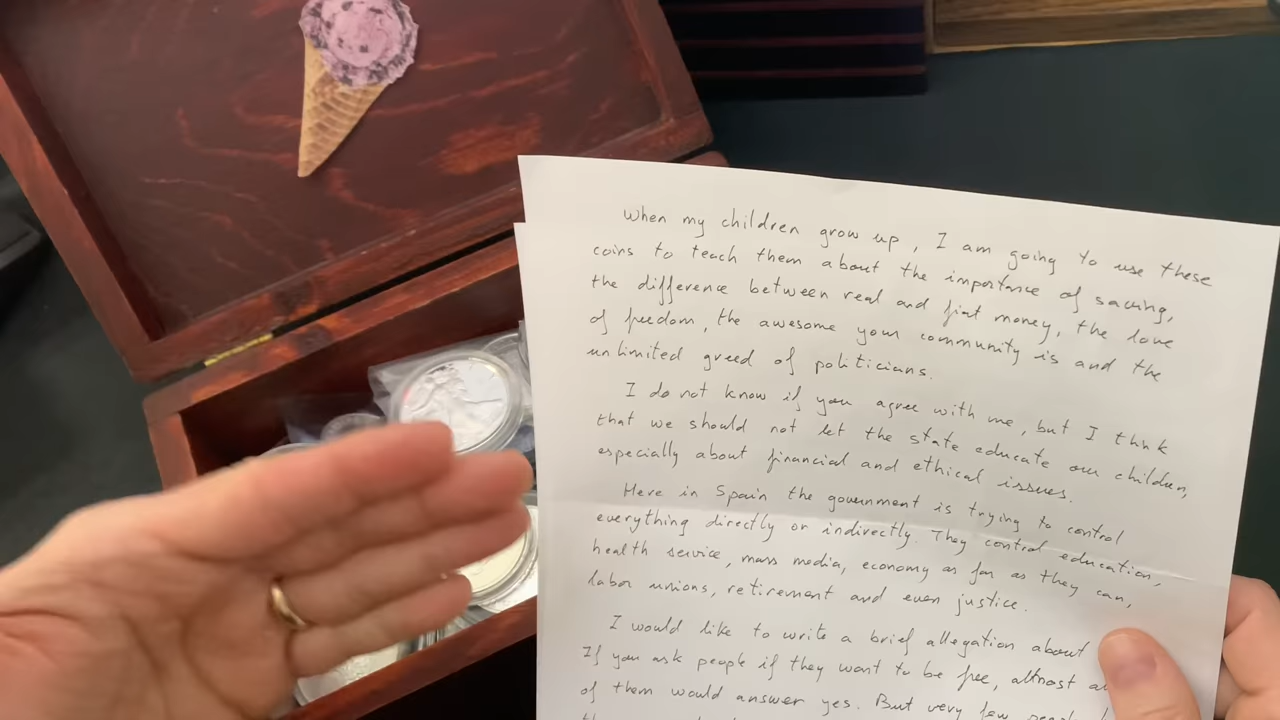 When my children grow up, I am going to use these
coins to teach them about the importance of saving,
the difference between real and fiat money, the love
of freedom, the awesome your community is and the
unlimited greed of politicians.
I do not know if you agree with me, but I think
that we should not let the state educate our children,
especially about financial and ethical issues.
Here in Spain the government is trying to control
everything directly or indirectly. They control education,
health service, mass media, economy as far as they can,
labor unions, retirement and even justice.
I would like to write a brief allegation about
If you ask people if they want to be free, almost
of them would answer yes. But very few